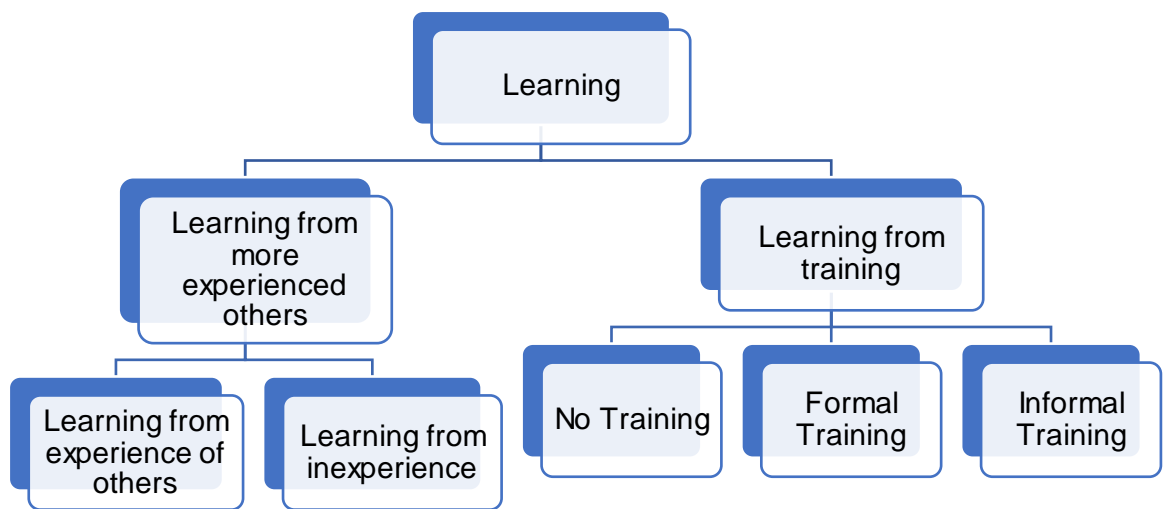 Learning
Learning from
more
experienced
others
Learning from
training
Learning from
experience of
others
Learning from
inexperience
No Training
Formal
Training
Informal
Training